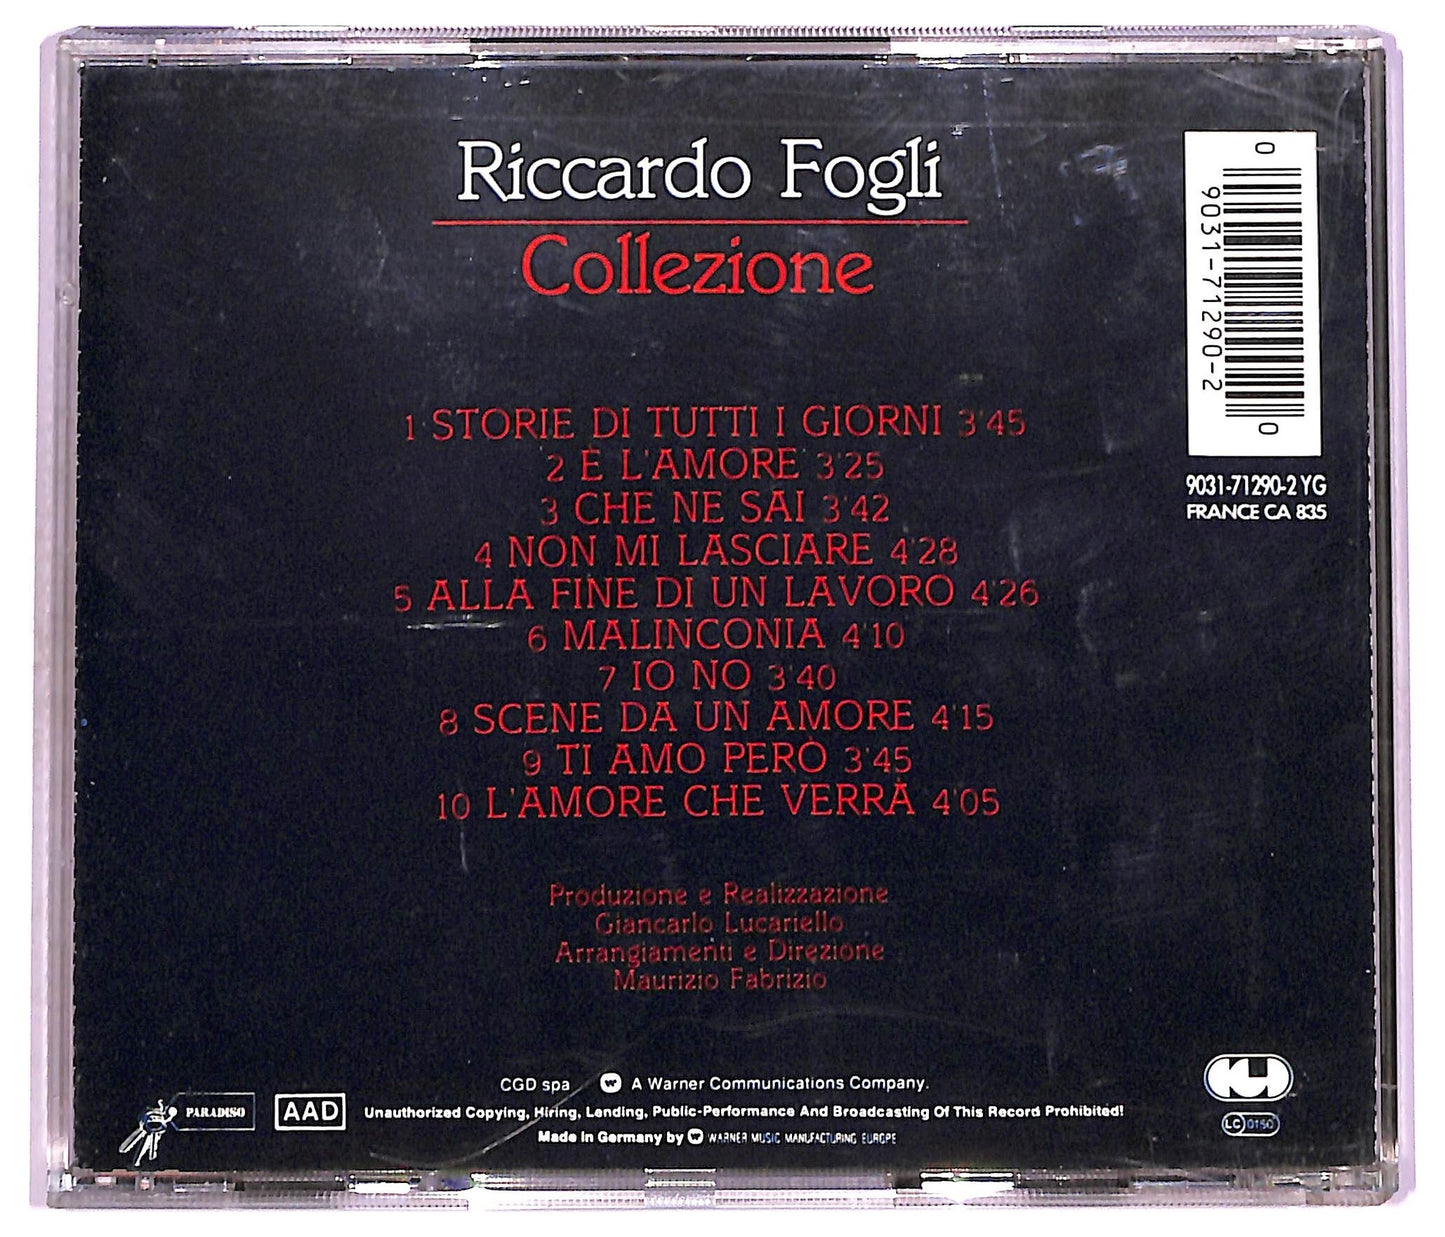 Riccardo Fogli
Collezione
1 STORIE DI TUTTI I GIORNI 3'45
2 È L'AMORE 3'25
3 CHE NE SAI 3'42
4 NON MI LASCIARE 4'28
5 ALLA FINE DI UN LAVORO 4'26
6 MALINCONIA 4'10
7 IO NO 3'40
8 SCENE DA UN AMORE 4'15
9 TI AMO PERÒ 3'45
10 L'AMORE CHE VERRÀ 4'05
Produzione e Realizzazione
Giancarlo Lucariello
Arrangiamenti e Direzione
Maurizio Fabrizio
0 9031-71290-2 0
9031-71290-2 YG
FRANCE CA 835
CGD spa A Warner Communications Company.
PARADISO
AAD
Unauthorized Copying, Hiring, Lending, Public-Performance And Broadcasting Of This Record Prohibited!
Made in Germany by WARNER MUSIC MANUFACTURING EUROPE
LC 0150